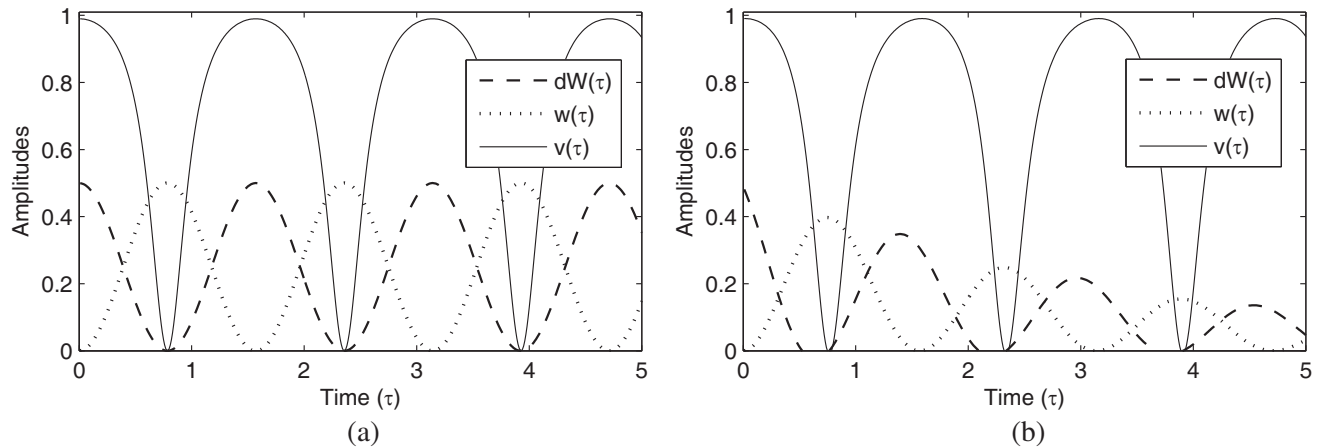 1
0.8
0.6
0.4
0.2
0
Amplitudes
0 1 2 3 4 5
Time (τ)
dW(τ)
w(τ)
v(τ)
(a)
1
0.8
0.6
0.4
0.2
0
Amplitudes
0 1 2 3 4 5
Time (τ)
dW(τ)
w(τ)
v(τ)
(b)